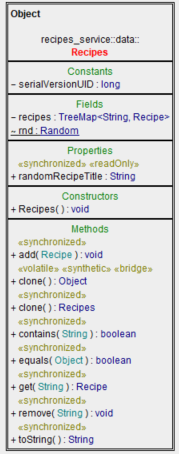 Object
recipes_service::data::
Recipes
Constants
− serialVersionUID : long
Fields
− recipes : TreeMap<String, Recipe>
~ rnd : Random
Properties
«synchronized» «readOnly»
+ randomRecipeTitle : String
Constructors
+ Recipes( ) : void
Methods
«synchronized»
+ add( Recipe ) : void
«volatile» «synthetic» «bridge»
+ clone( ) : Object
«synchronized»
+ clone( ) : Recipes
«synchronized»
+ contains( String ) : boolean
«synchronized»
+ equals( Object ) : boolean
«synchronized»
+ get( String ) : Recipe
«synchronized»
+ remove( String ) : void
«synchronized»
+ toString( ) : String